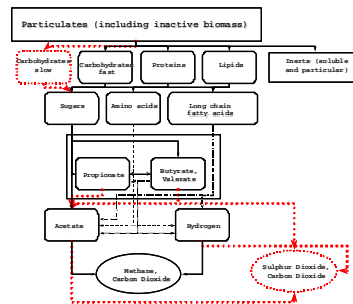 Particulates (including inactive biomass)
Carbohydrates
slow
Carbohydrates
fast
Proteins
Lipids
Inerts (soluble
and particular)
Sugars
Amino acids
Long chain
fatty acids
Propionate
Butyrate,
Valerate
Acetate
Hydrogen
Methane,
Carbon Dioxide
Sulphur Dioxide,
Carbon Dioxide